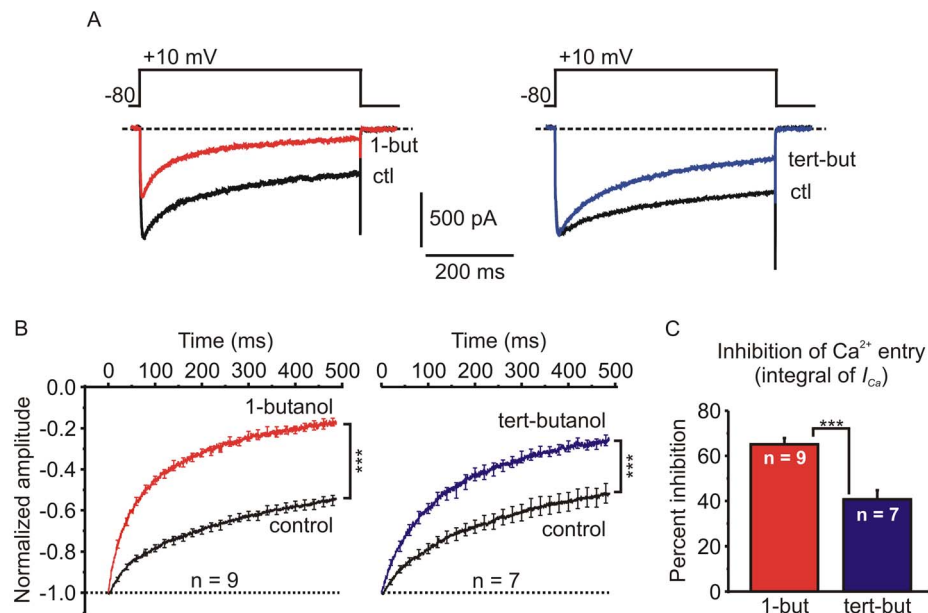 A
+10 mV
-80
1-but
ctl
+10 mV
-80
tert-but
ctl
500 pA
200 ms
B
Time (ms)
0 100 200 300 400 500
Time (ms)
0 100 200 300 400 500
Normalized amplitude
0.0
-0.2
-0.4
-0.6
-0.8
-1.0
1-butanol
***
control
n = 9
tert-butanol
***
control
n = 7
C
Inhibition of Ca²⁺ entry
(integral of I_Ca)
Percent inhibition
80
60
40
20
0
***
n = 9
n = 7
1-but tert-but